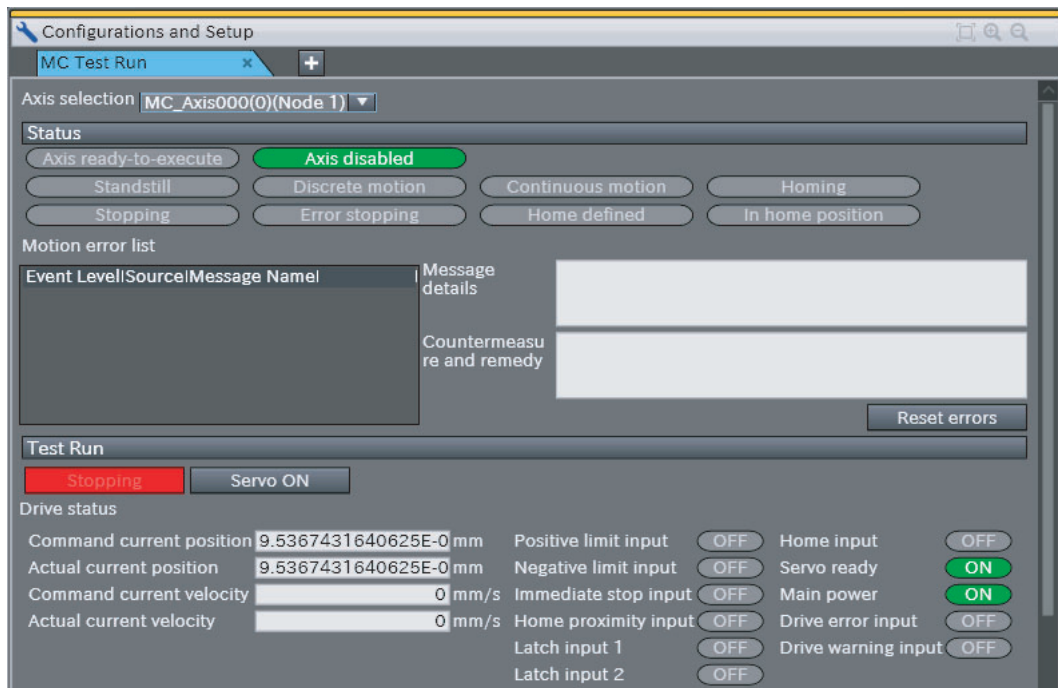 Configurations and Setup
MC Test Run
Axis selection MC_Axis000(0)(Node 1)
Status
Axis ready-to-execute Axis disabled
Standstill Discrete motion Continuous motion Homing
Stopping Error stopping Home defined In home position
Motion error list
Event Level|Source|Message Name|
Message
details
Countermeasu
re and remedy
Reset errors
Test Run
Stopping Servo ON
Drive status
Command current position 9.5367431640625E-0 mm Positive limit input OFF Home input OFF
Actual current position 9.5367431640625E-0 mm Negative limit input OFF Servo ready ON
Command current velocity 0 mm/s Immediate stop input OFF Main power ON
Actual current velocity 0 mm/s Home proximity input OFF Drive error input OFF
Latch input 1 OFF Drive warning input OFF
Latch input 2 OFF